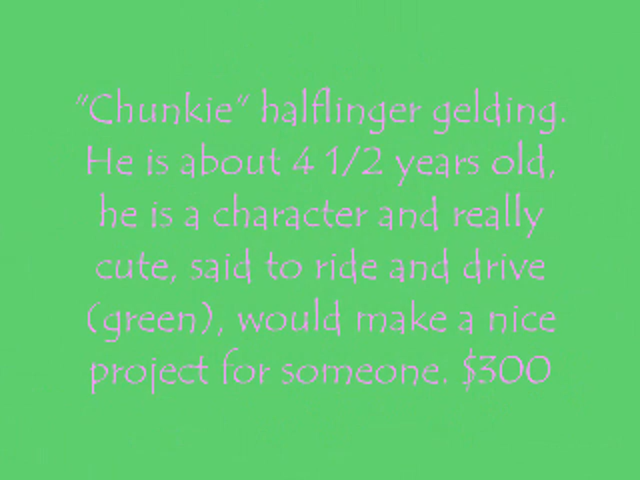 "Chunkie" halflinger gelding.
He is about 4 1/2 years old,
he is a character and really
cute, said to ride and drive
(green), would make a nice
project for someone. $300